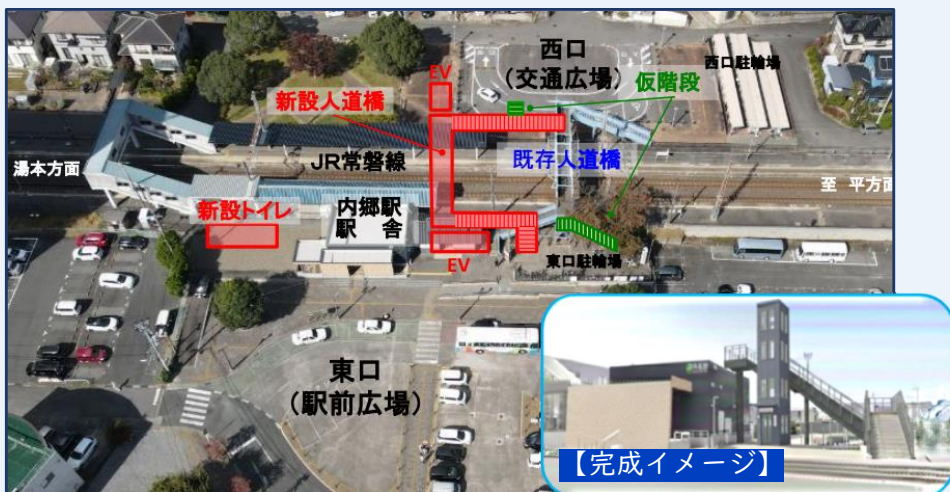 西口
(交通広場)
西口駐輪場
EV
仮階段
新設人道橋
JR常磐線
既存人道橋
湯本方面
至 平方面
新設トイレ
内郷駅
駅 舎
EV
東口駐輪場
東口
(駅前広場)
【完成イメージ】